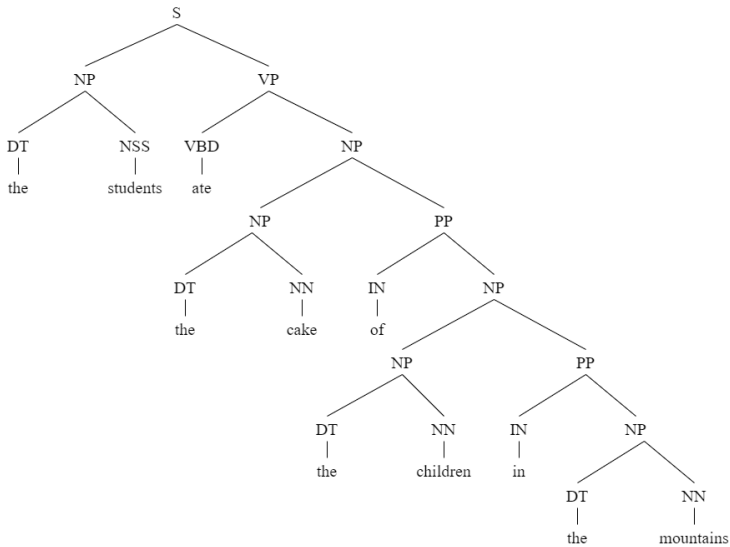 S
NP VP
DT NSS VBD NP
the students ate
NP PP
DT NN IN NP
the cake of
NP PP
DT NN IN NP
the children in
DT NN
the mountains